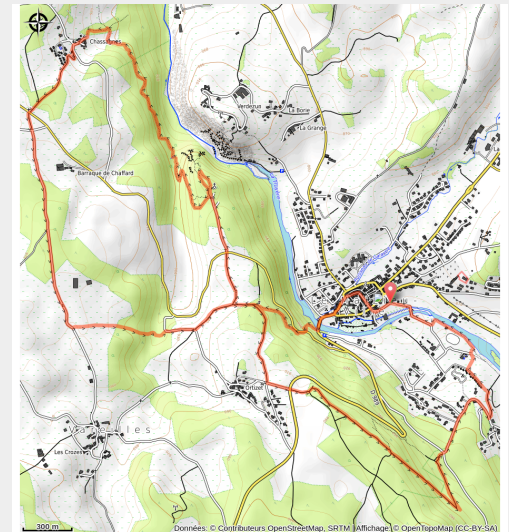 Chassagnes
Verdezun
La Borie
La Grange
Barraque de Chaffard
Ortizet
Les Crozes
300 m
Données: © Contributeurs OpenStreetMap, SRTM | Affichage: © OpenTopoMap (CC-BY-SA)